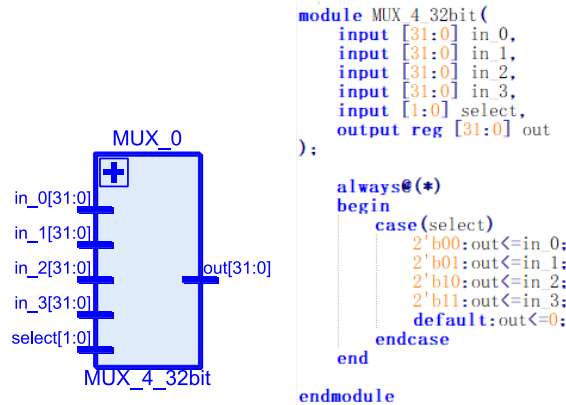 MUX_0
in_0[31:0]
in_1[31:0]
in_2[31:0]
in_3[31:0]
select[1:0]
out[31:0]
MUX_4_32bit
module MUX_4_32bit(
    input [31:0] in_0,
    input [31:0] in_1,
    input [31:0] in_2,
    input [31:0] in_3,
    input [1:0] select,
    output reg [31:0] out
);
    always@(*)
    begin
        case(select)
            2'b00:out<=in_0;
            2'b01:out<=in_1;
            2'b10:out<=in_2;
            2'b11:out<=in_3;
            default:out<=0;
        endcase
    end
endmodule